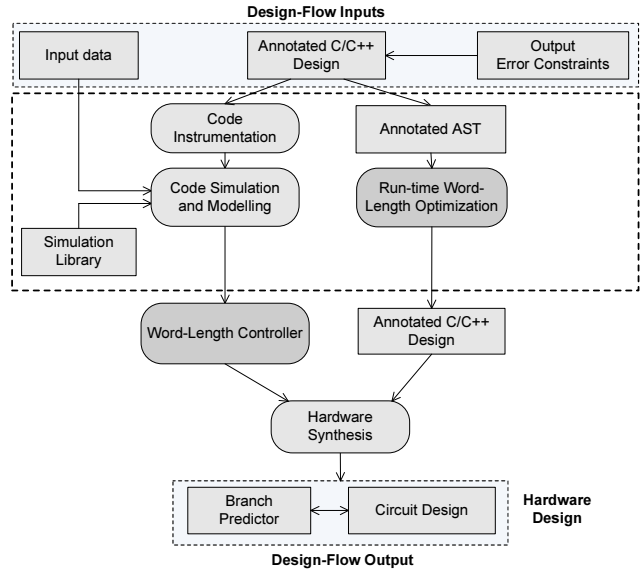 Design-Flow Inputs
Input data
Annotated C/C++
Design
Output
Error Constraints
Code
Instrumentation
Annotated AST
Code Simulation
and Modelling
Run-time Word-
Length Optimization
Simulation
Library
Word-Length Controller
Annotated C/C++
Design
Hardware
Synthesis
Branch
Predictor
Circuit Design
Hardware
Design
Design-Flow Output